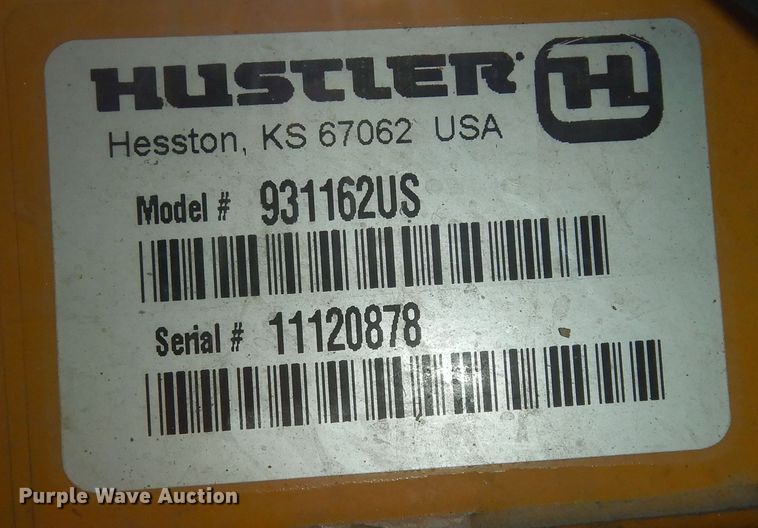 HUSTLER H
Hesston, KS 67062 USA
Model # 931162US
Serial # 11120878
Purple Wave Auction